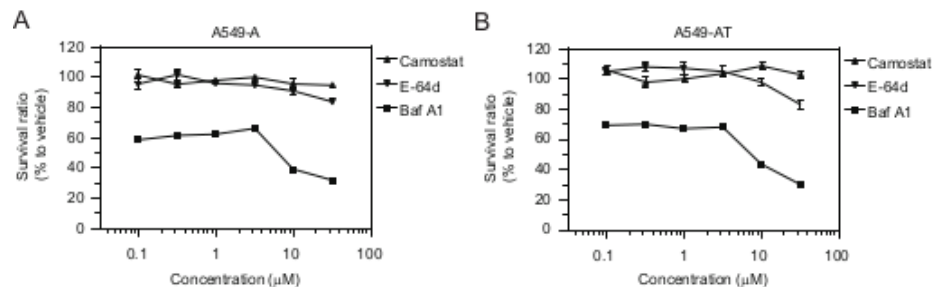 A
A549-A
120
100
80
60
40
20
0
Survival ratio
(% to vehicle)
0.1 1 10 100
Concentration (μM)
Camostat
E-64d
Baf A1
B
A549-AT
120
100
80
60
40
20
0
Survival ratio
(% to vehicle)
0.1 1 10 100
Concentration (μM)
Camostat
E-64d
Baf A1